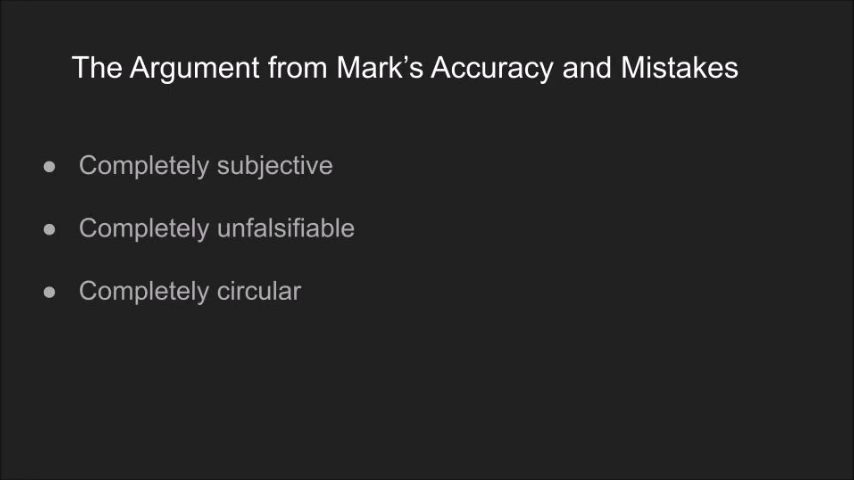 The Argument from Mark’s Accuracy and Mistakes
● Completely subjective
● Completely unfalsifiable
● Completely circular